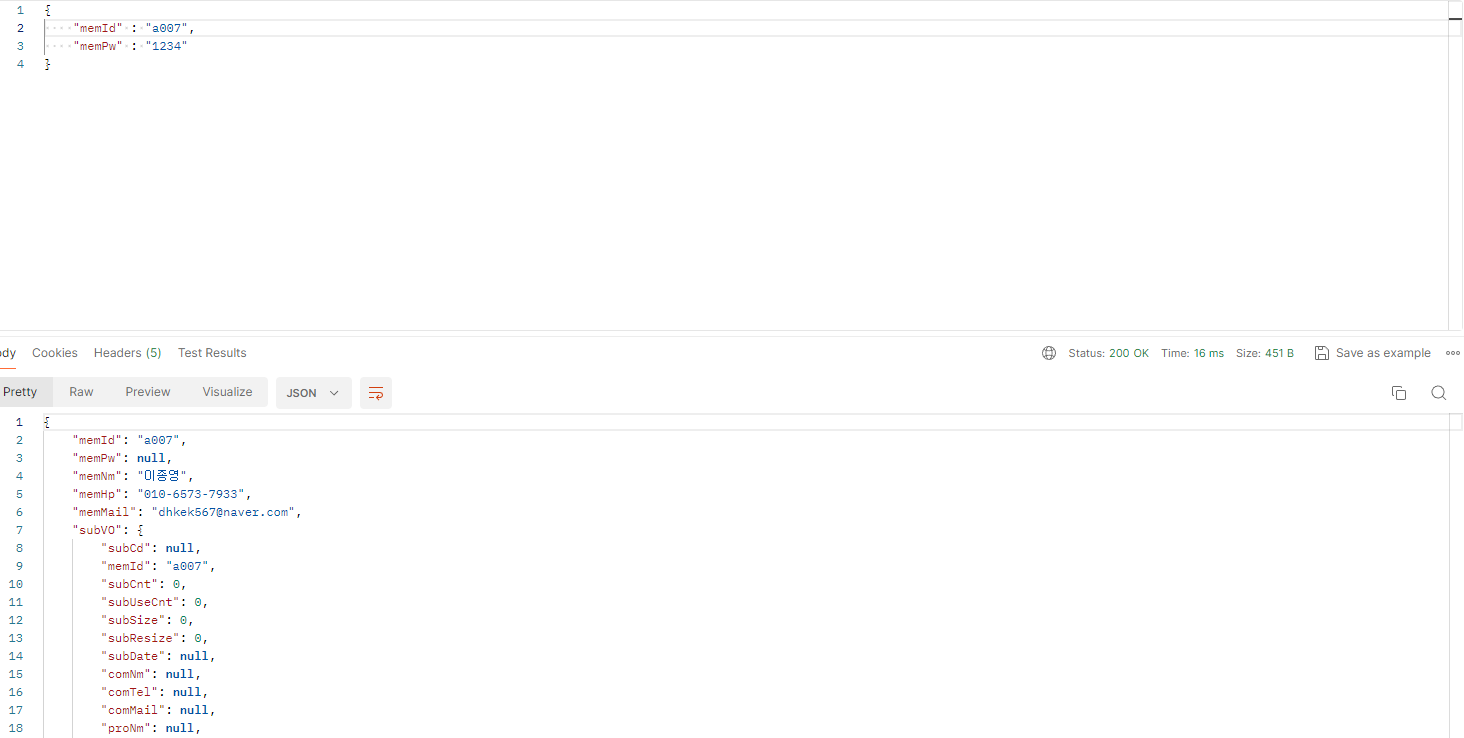 1 {
2 ····"memId" : "a007",
3 ····"memPw" : "1234"
4 }
ody Cookies Headers (5) Test Results Status: 200 OK Time: 16 ms Size: 451 B Save as example
Pretty Raw Preview Visualize JSON
1 {
2 "memId": "a007",
3 "memPw": null,
4 "memNm": "이종영",
5 "memHp": "010-6573-7933",
6 "memMail": "dhkek567@naver.com",
7 "subVO": {
8 "subCd": null,
9 "memId": "a007",
10 "subCnt": 0,
11 "subUseCnt": 0,
12 "subSize": 0,
13 "subResize": 0,
14 "subDate": null,
15 "comNm": null,
16 "comTel": null,
17 "comMail": null,
18 "proNm": null,